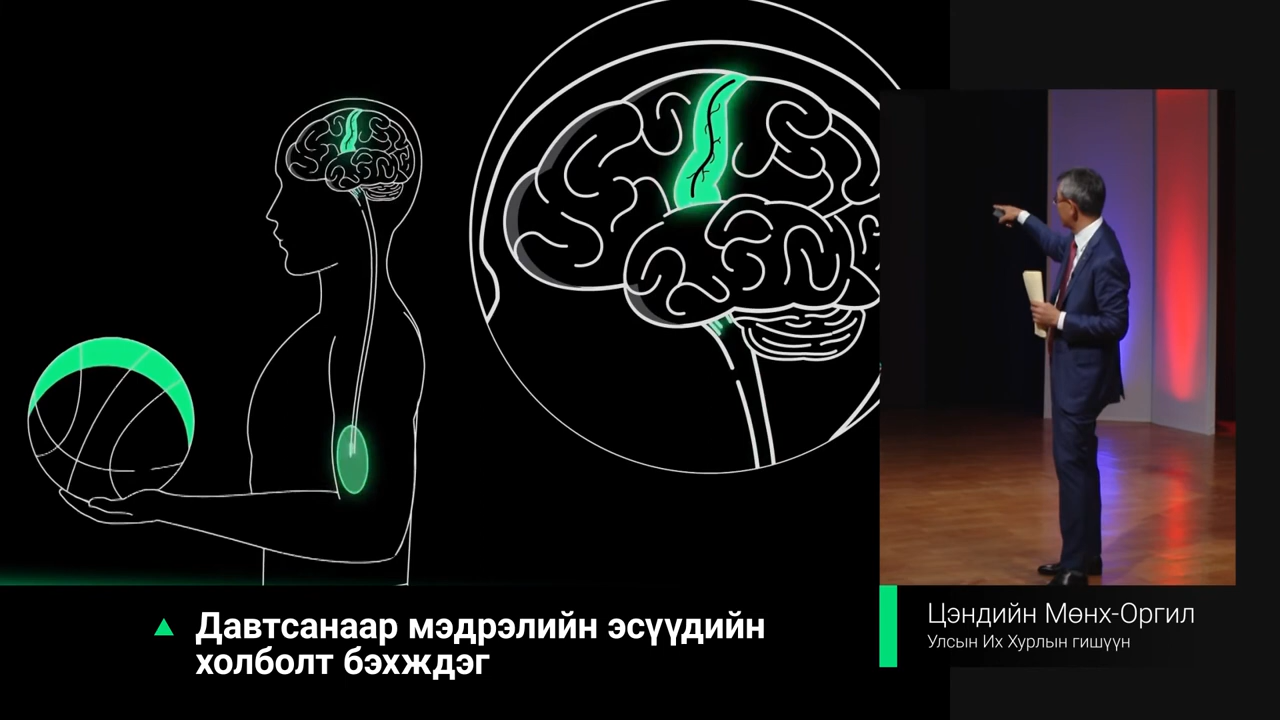 Давтсанаар мэдрэлийн эсүүдийн
холболт бэхждэг
Цэндийн Мөнх-Оргил
Улсын Их Хурлын гишүүн